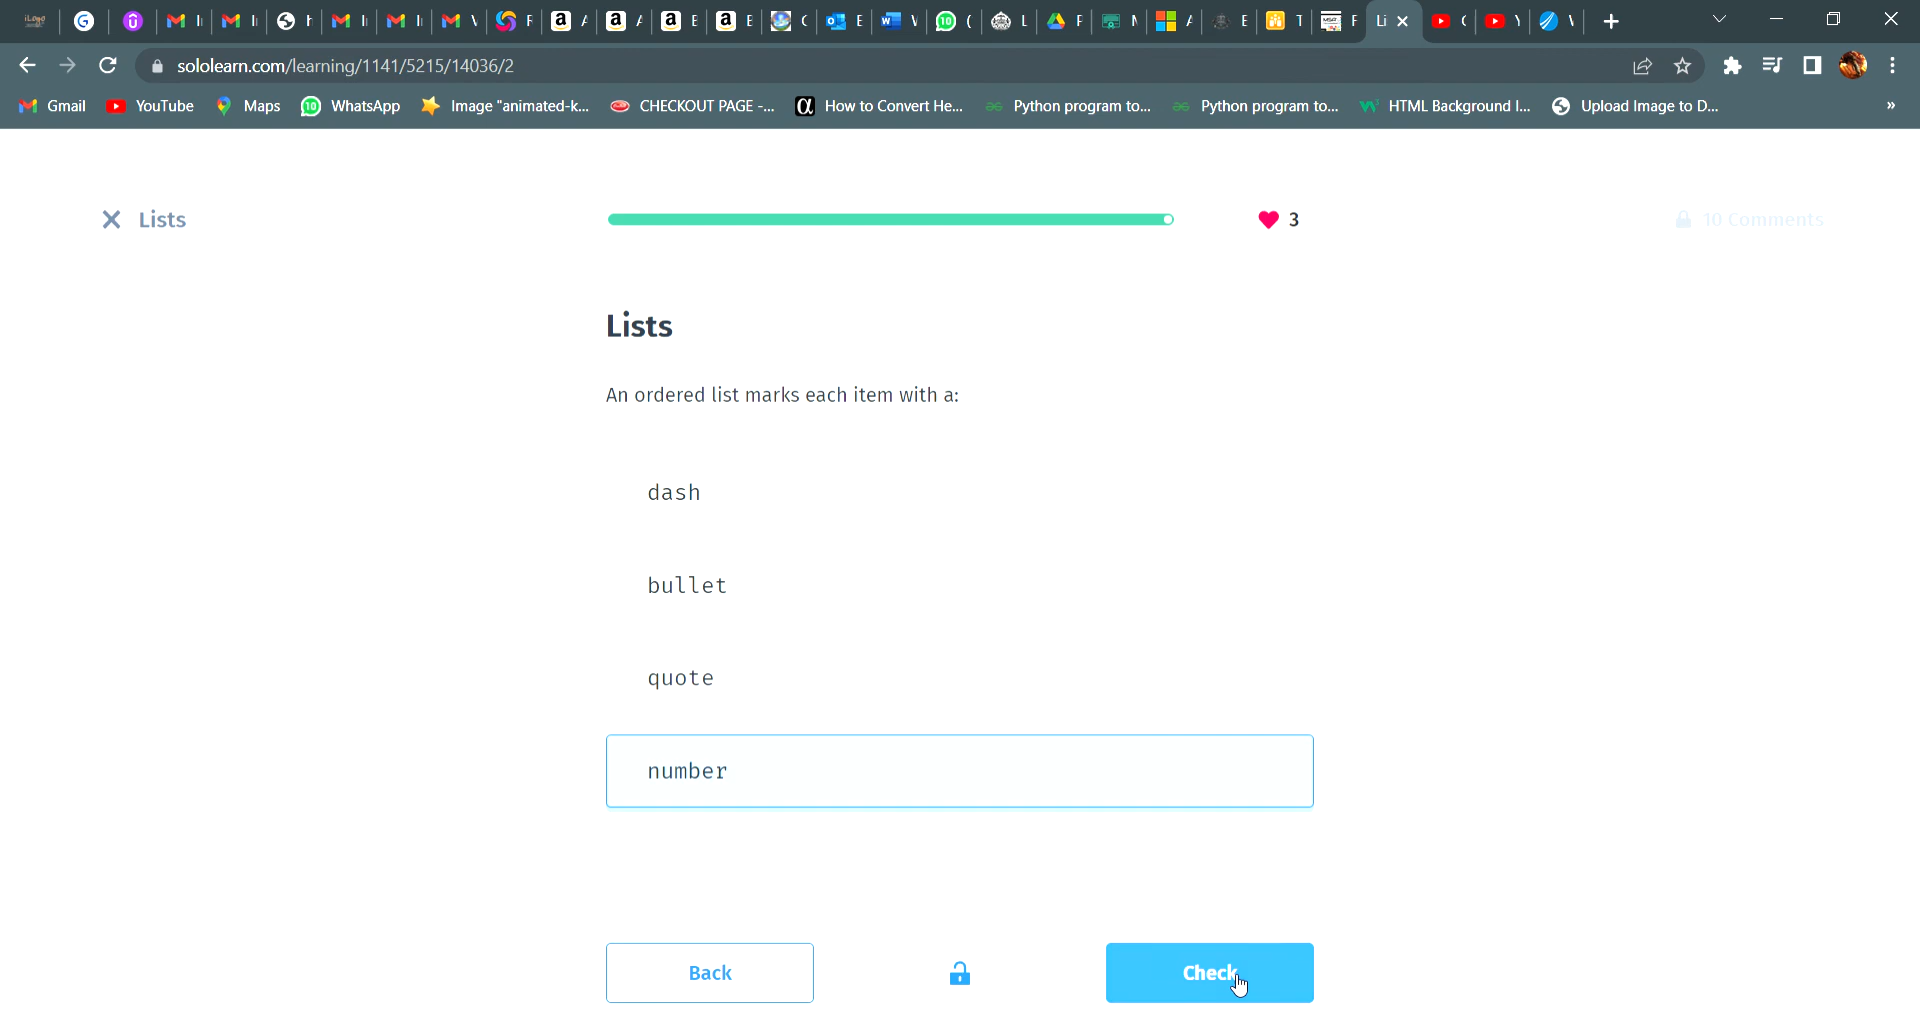 sololearn.com/learning/1141/5215/14036/2
Gmail YouTube Maps WhatsApp Image "animated-k... CHECKOUT PAGE -... How to Convert He... Python program to... Python program to... HTML Background I... Upload Image to D... »
Lists 3 10 Comments
Lists
An ordered list marks each item with a:
dash
bullet
quote
number
Back Check